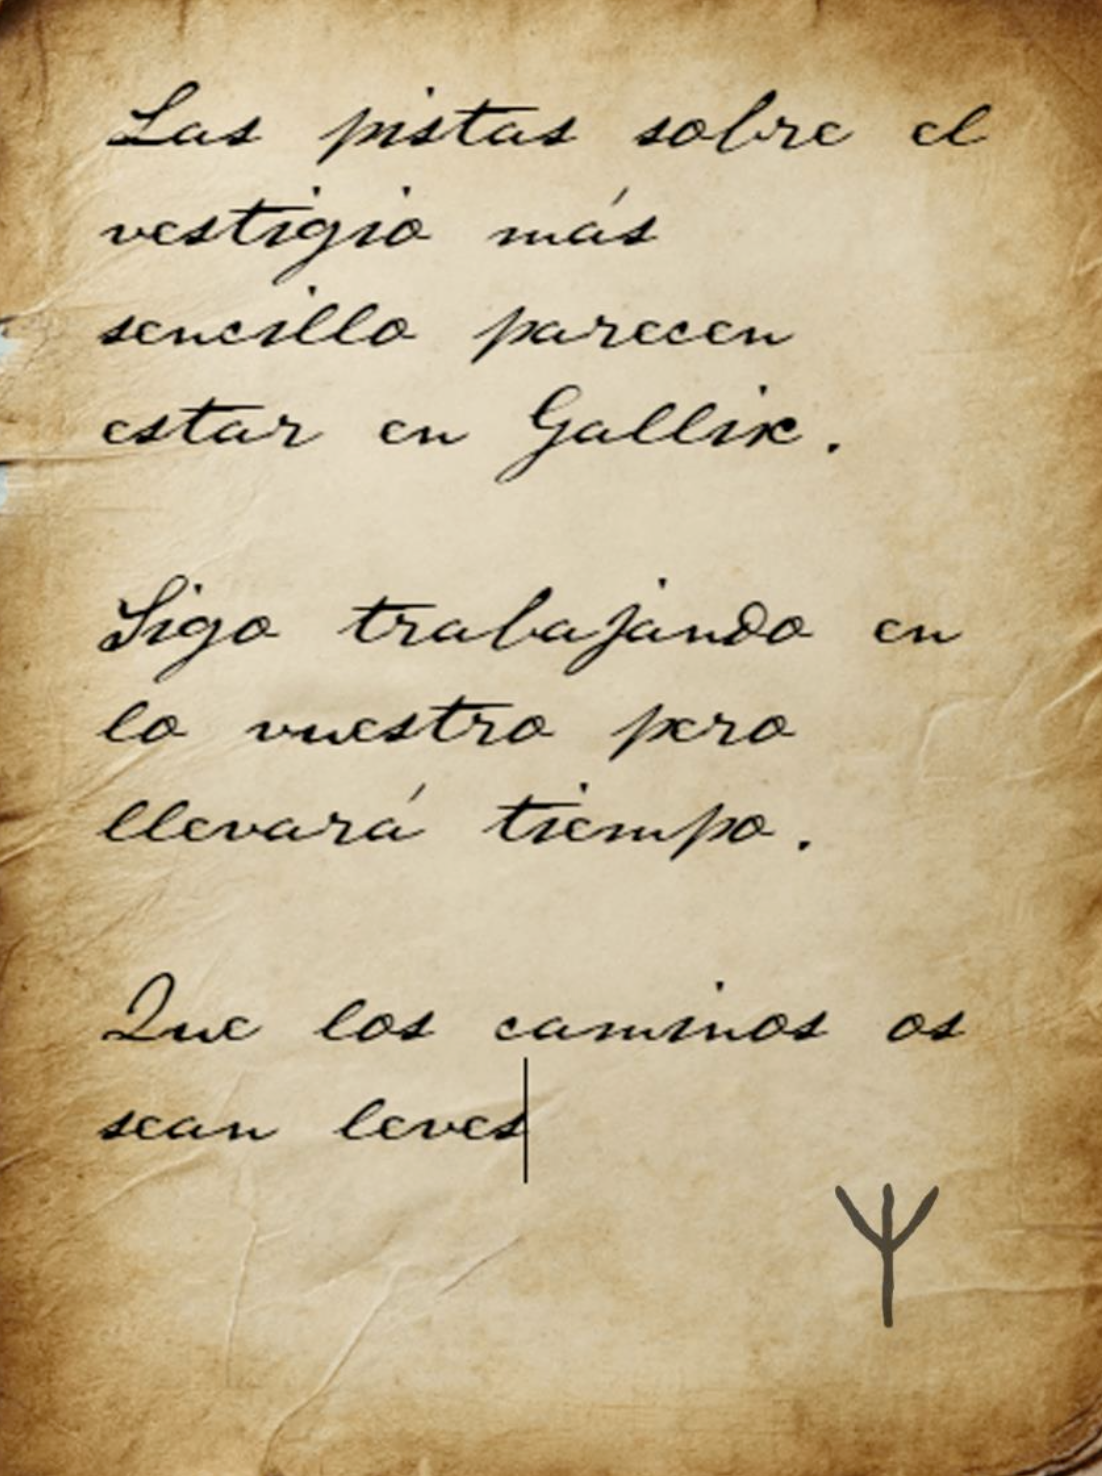 Las pistas sobre el
vestigio más
sencillo parecen
estar en Gallix.
Sigo trabajando en
lo vuestro pero
llevará tiempo.
Que los caminos os
sean leves